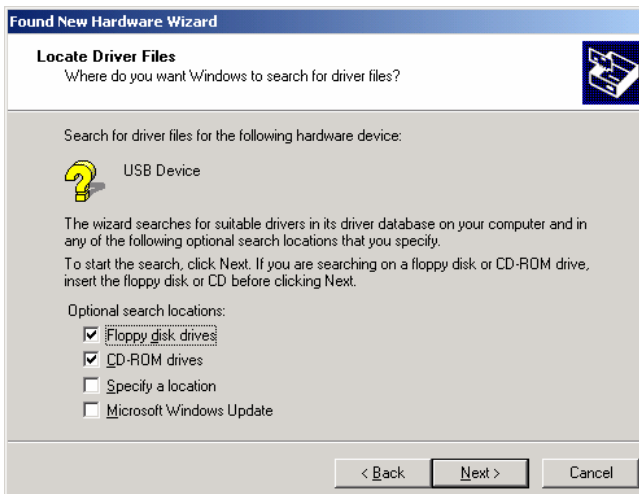 Found New Hardware Wizard
Locate Driver Files
Where do you want Windows to search for driver files?
Search for driver files for the following hardware device:
USB Device
The wizard searches for suitable drivers in its driver database on your computer and in
any of the following optional search locations that you specify.
To start the search, click Next. If you are searching on a floppy disk or CD-ROM drive,
insert the floppy disk or CD before clicking Next.
Optional search locations:
Floppy disk drives
CD-ROM drives
Specify a location
Microsoft Windows Update
< Back Next > Cancel